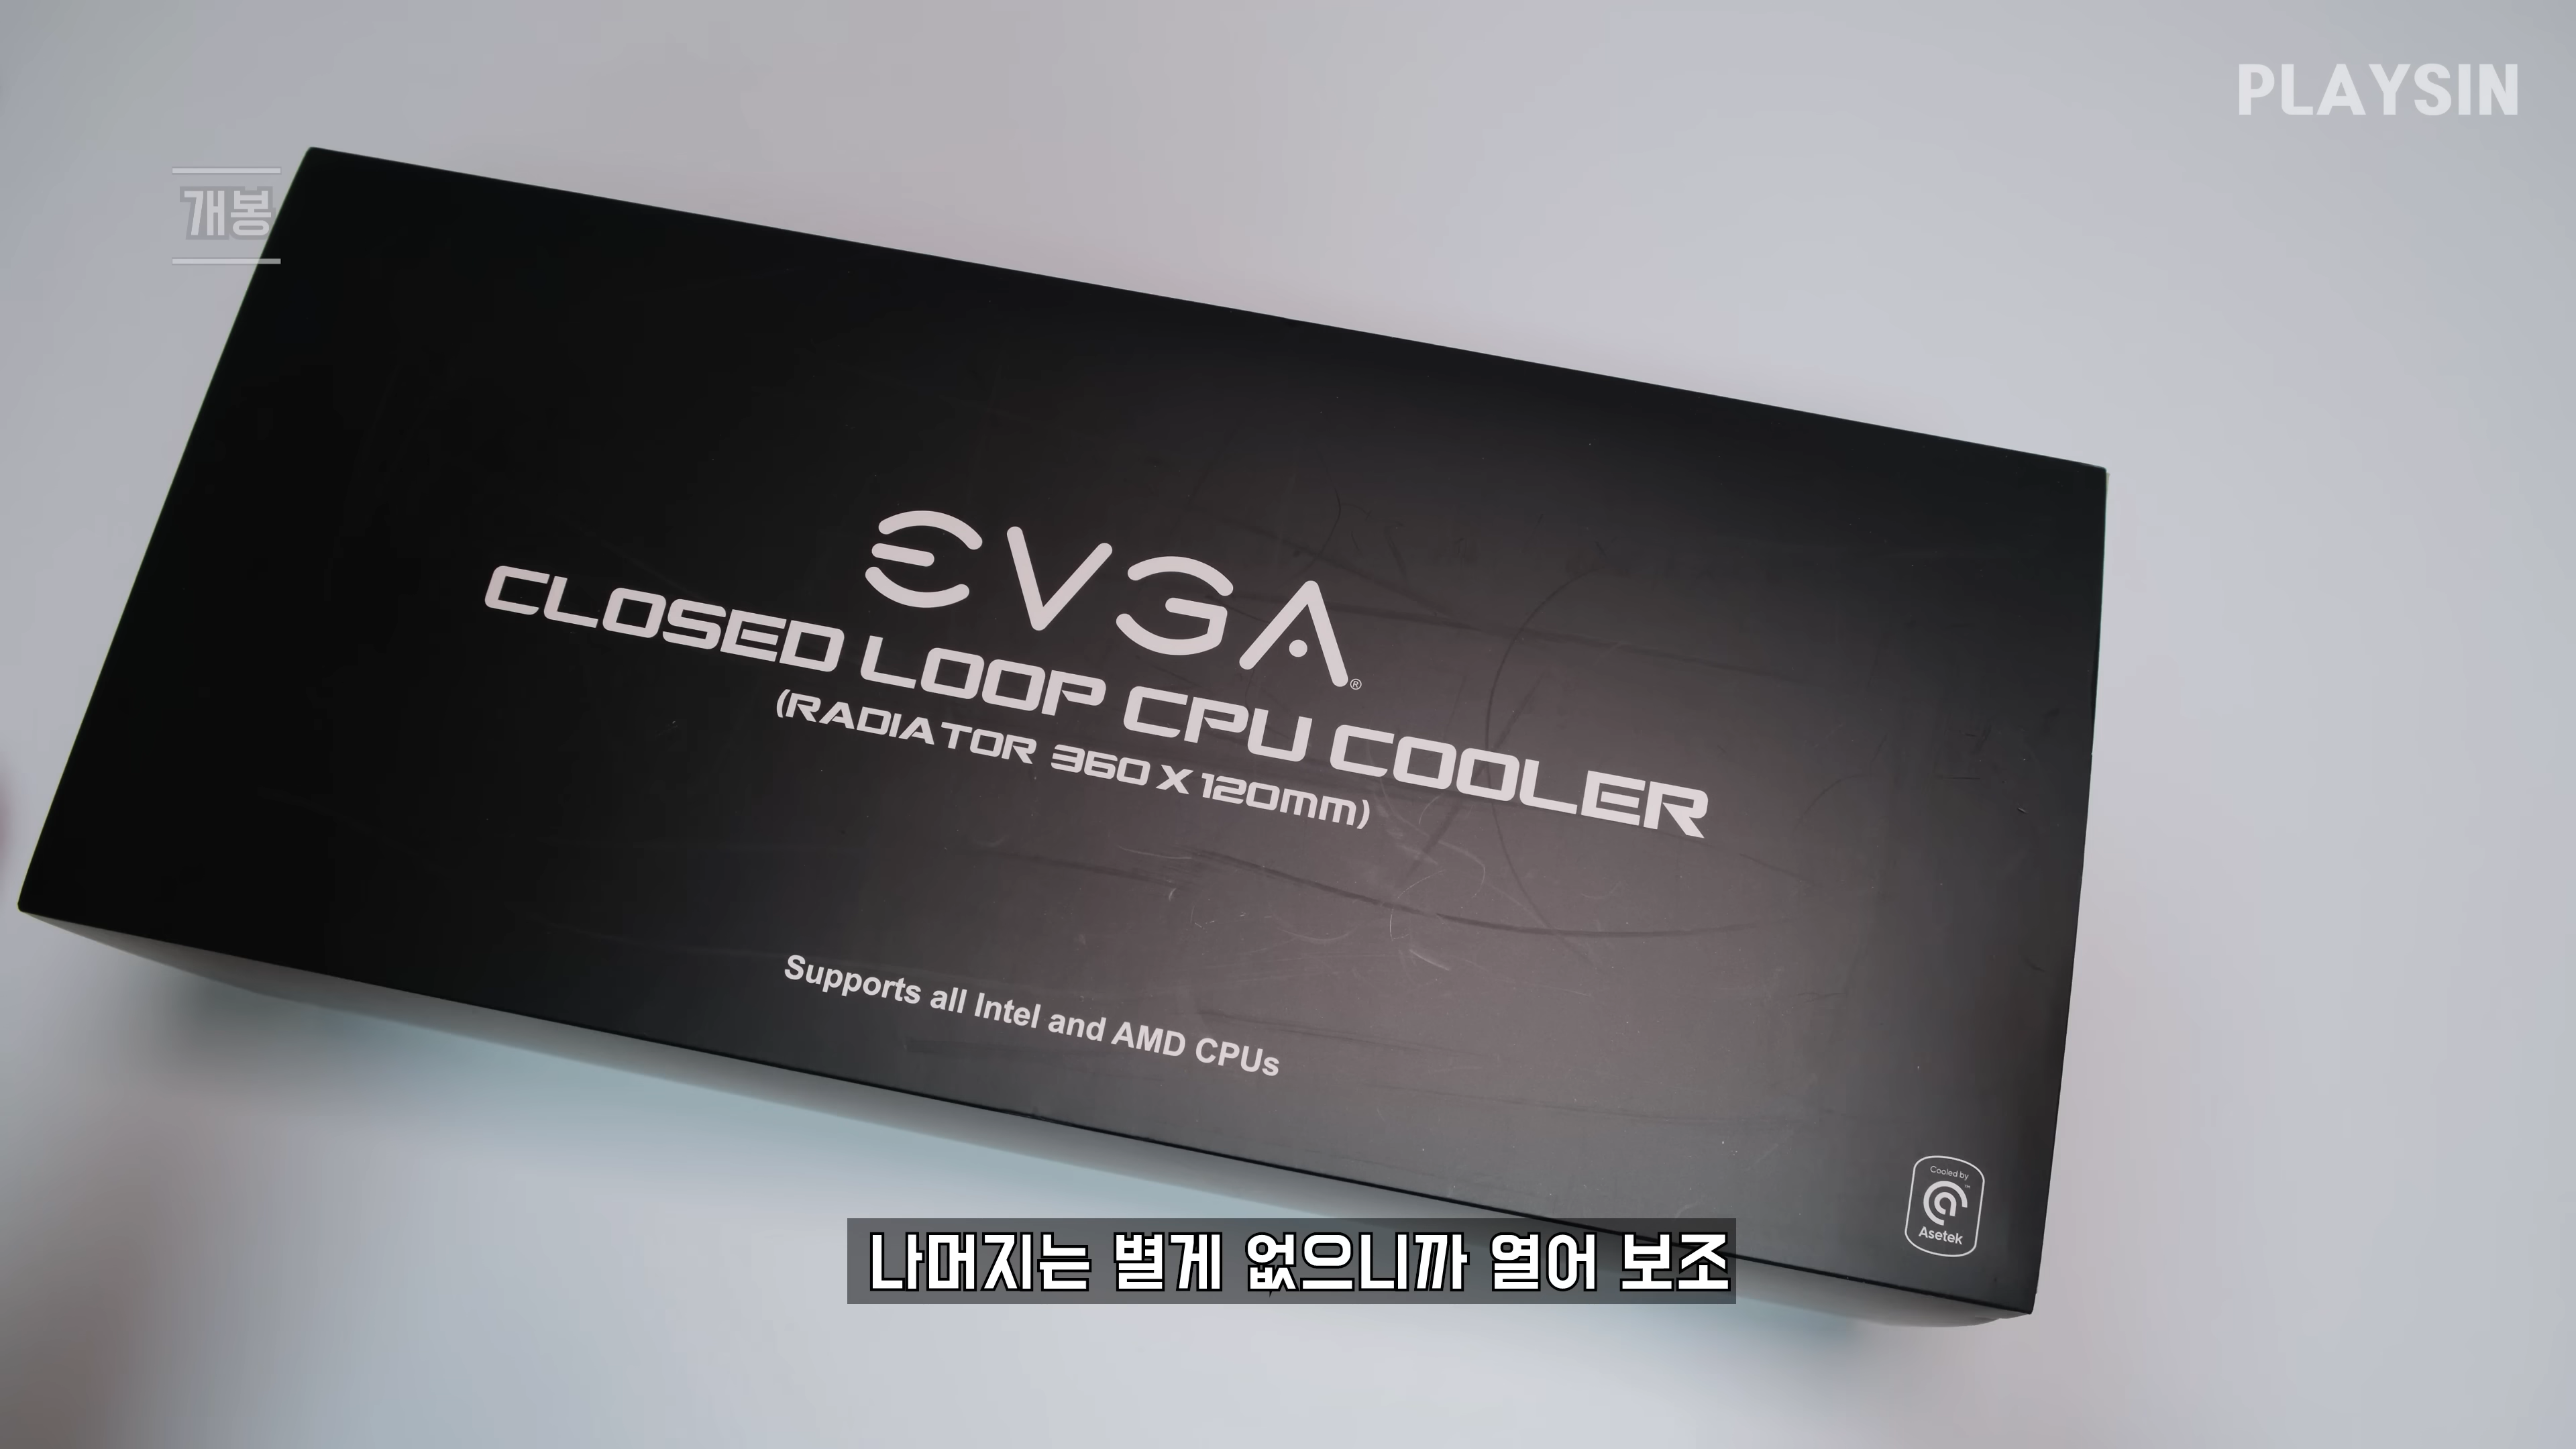 PLAYSIN
개봉
EVGA®
CLOSED LOOP CPU COOLER
(RADIATOR 360 X 120mm)
Supports all Intel and AMD CPUs
Cooled by
Asetek
나머지는 별게 없으니까 열어 보조